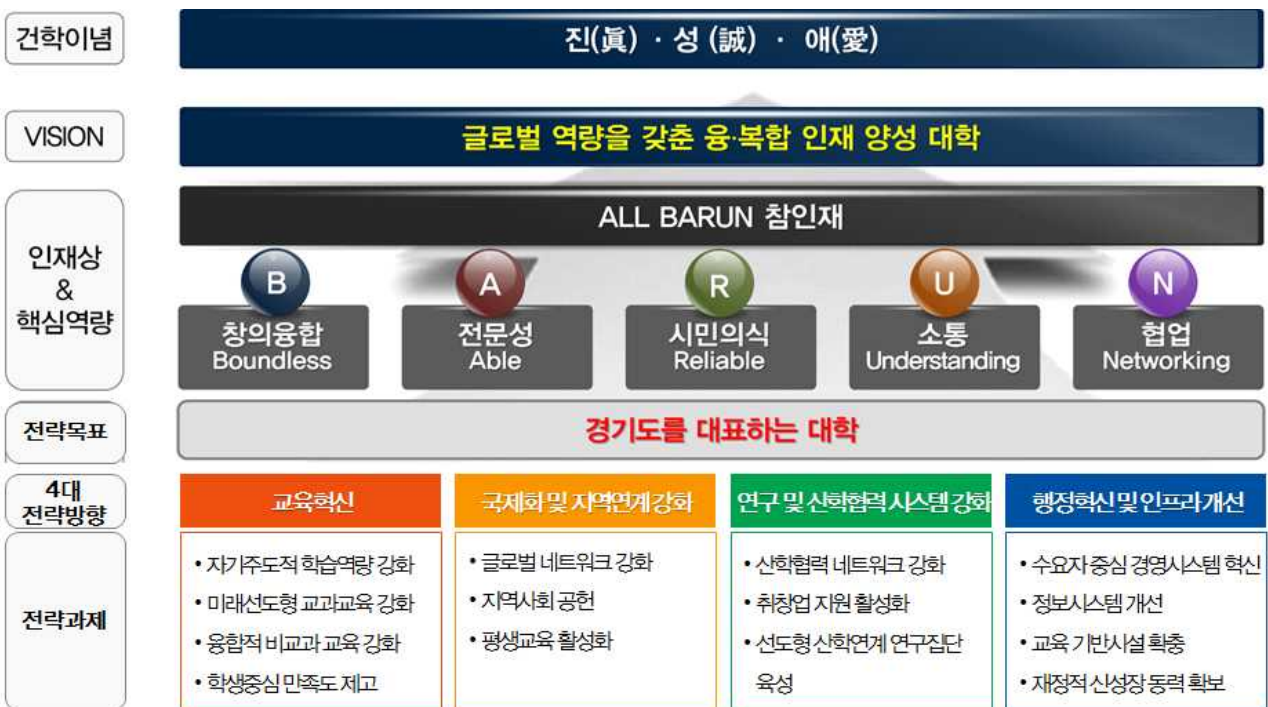 건학이념
진(眞) · 성 (誠) · 애(愛)
VISION
글로벌 역량을 갖춘 융·복합 인재 양성 대학
인재상
&
핵심역량
ALL BARUN 참인재
B
창의융합
Boundless
A
전문성
Able
R
시민의식
Reliable
U
소통
Understanding
N
협업
Networking
전략목표
경기도를 대표하는 대학
4대
전략방향
교육혁신
국제화 및 지역연계 강화
연구 및 산학협력 시스템 강화
행정혁신 및 인프라 개선
전략과제
• 자기주도적 학습역량 강화
• 미래선도형 교과교육 강화
• 융합적 비교과 교육 강화
• 학생중심 만족도 제고
• 글로벌 네트워크 강화
• 지역사회 공헌
• 평생교육 활성화
• 산학협력 네트워크 강화
• 취창업 지원 활성화
• 선도형 산학연계 연구집단
육성
• 수요자 중심 경영시스템 혁신
• 정보시스템 개선
• 교육 기반시설 확충
• 재정적 신성장 동력 확보